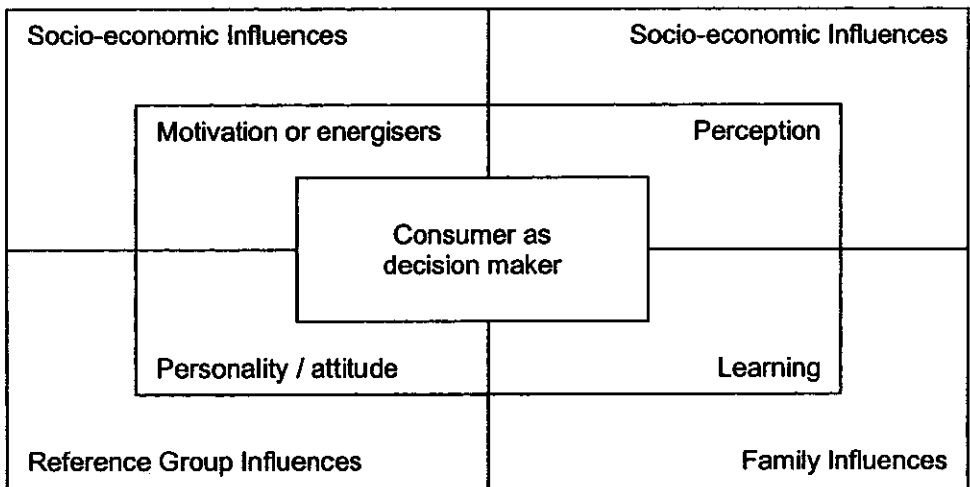 Socio-economic Influences
Socio-economic Influences
Motivation or energisers
Perception
Consumer as
decision maker
Personality / attitude
Learning
Reference Group Influences
Family Influences